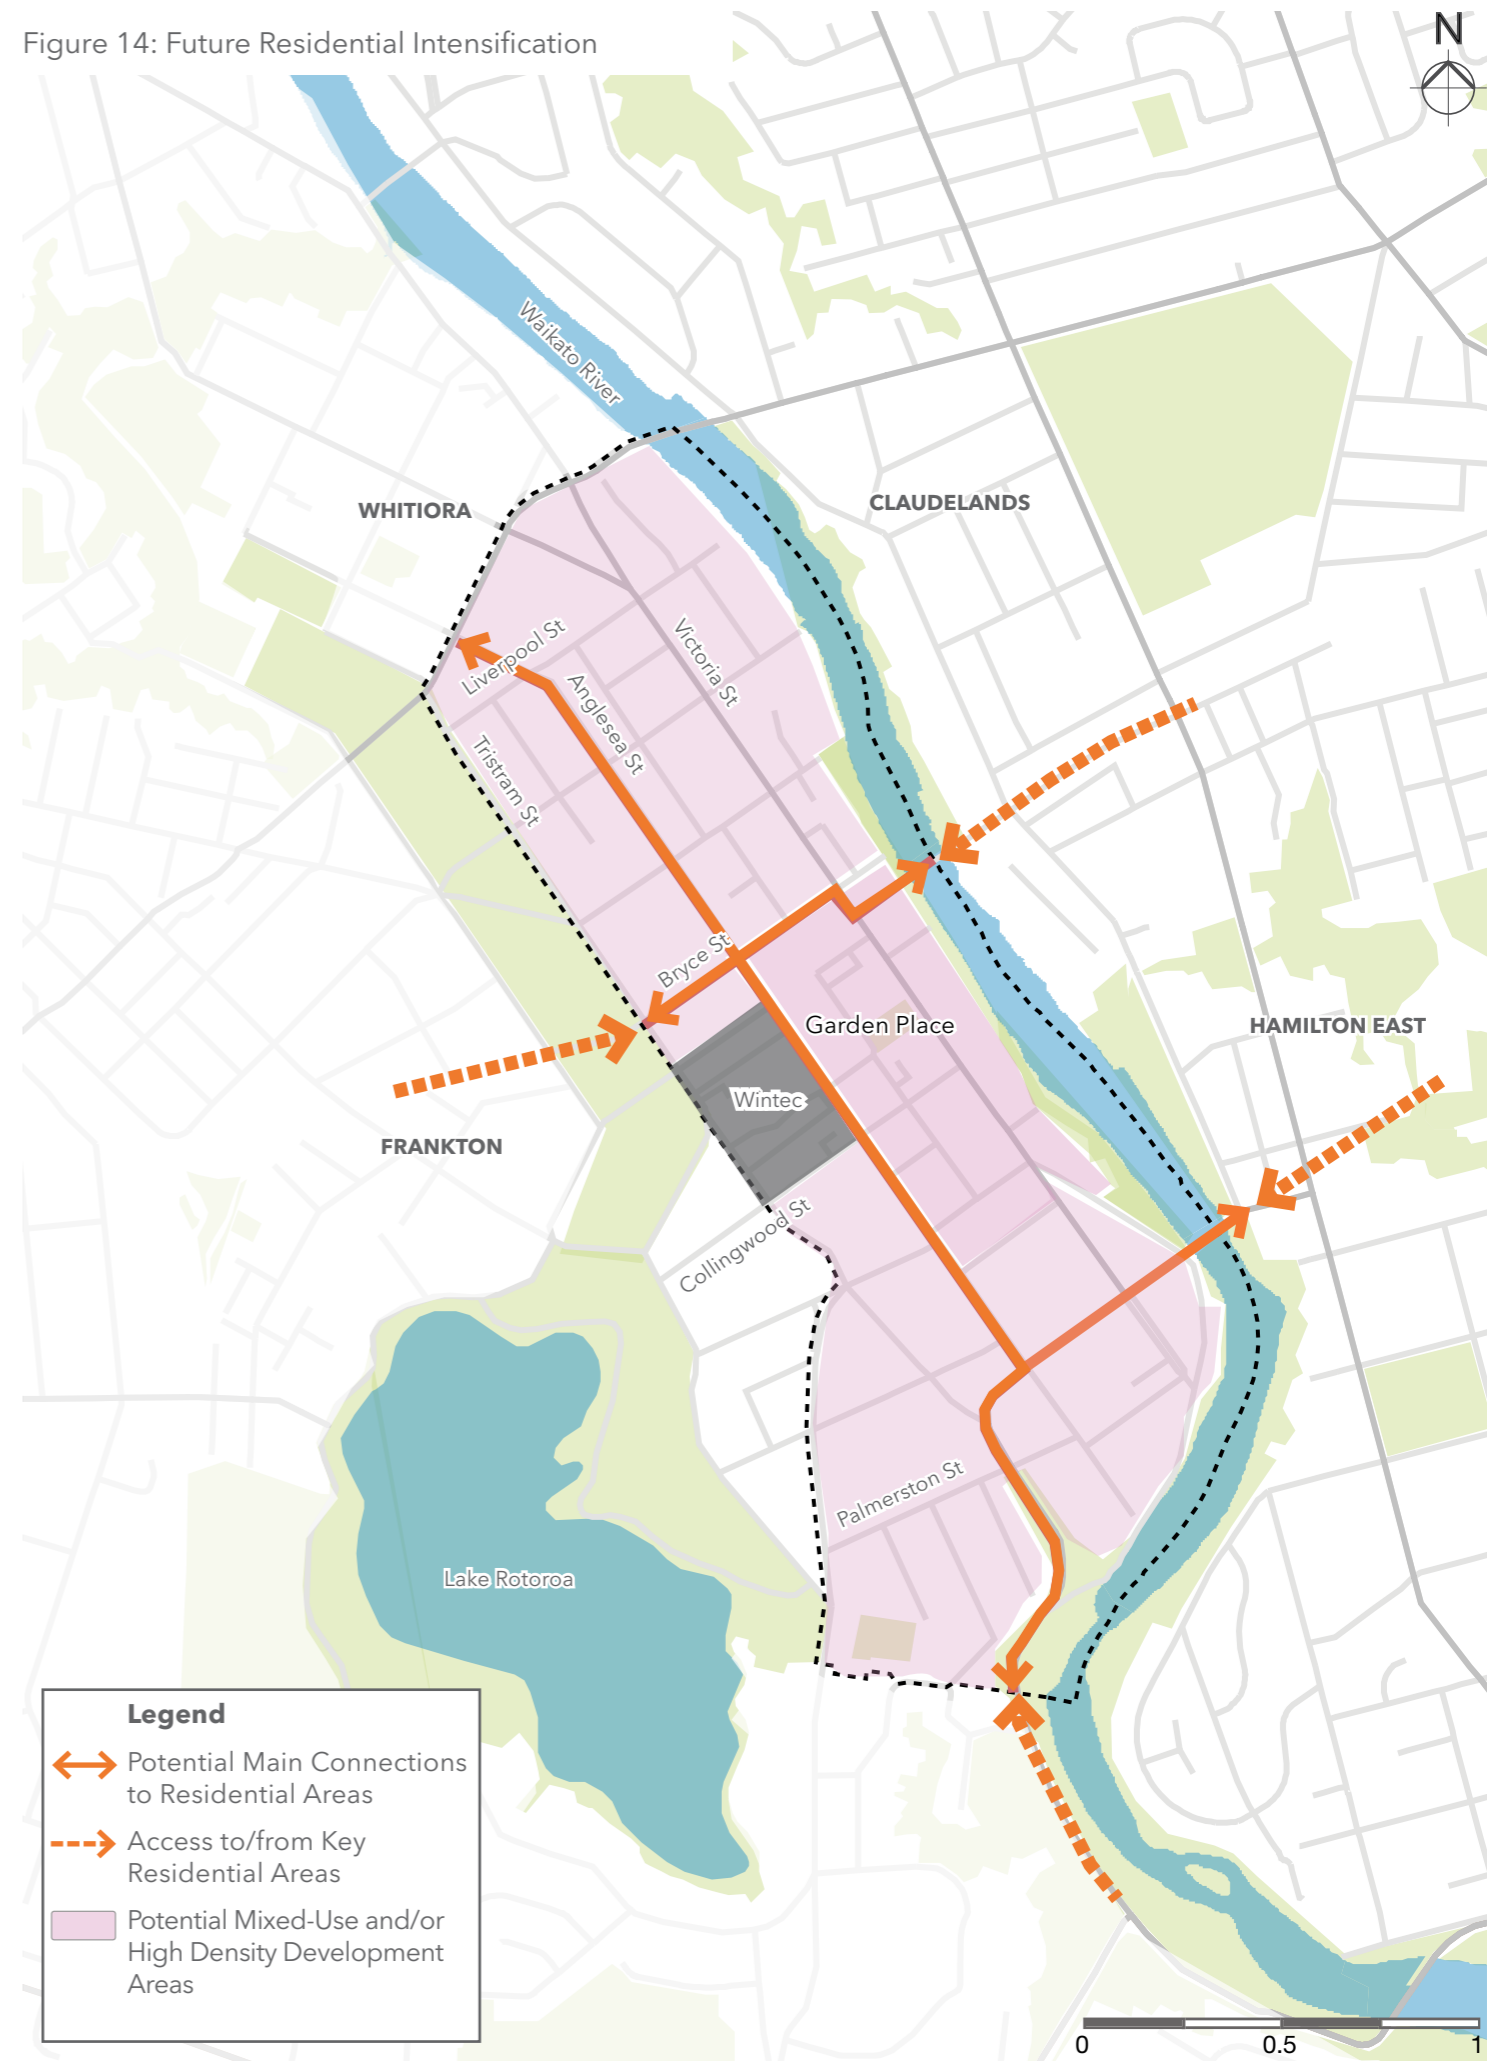 Figure 14: Future Residential Intensification
N
Waikato River
WHITIORA
CLAUDELANDS
Liverpool St
Victoria St
Anglesea St
Tristram St
Bryce St
Garden Place
HAMILTON EAST
Wintec
FRANKTON
Collingwood St
Palmerston St
Lake Rotoroa
Legend
Potential Main Connections
to Residential Areas
Access to/from Key
Residential Areas
Potential Mixed-Use and/or
High Density Development
Areas
0 0.5 1